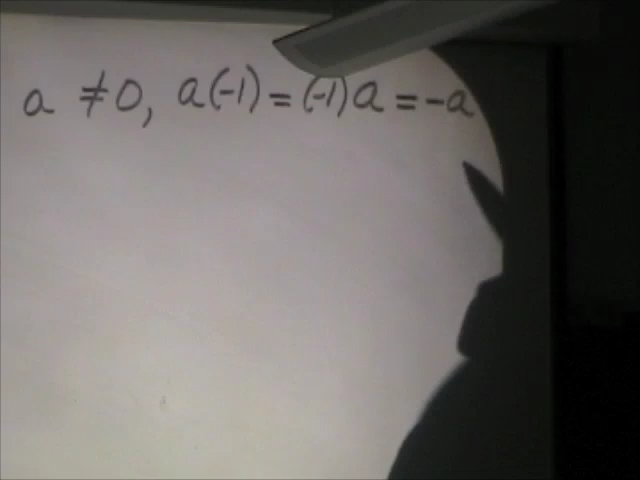 a ≠ 0, a(-1) = (-1)a = -a